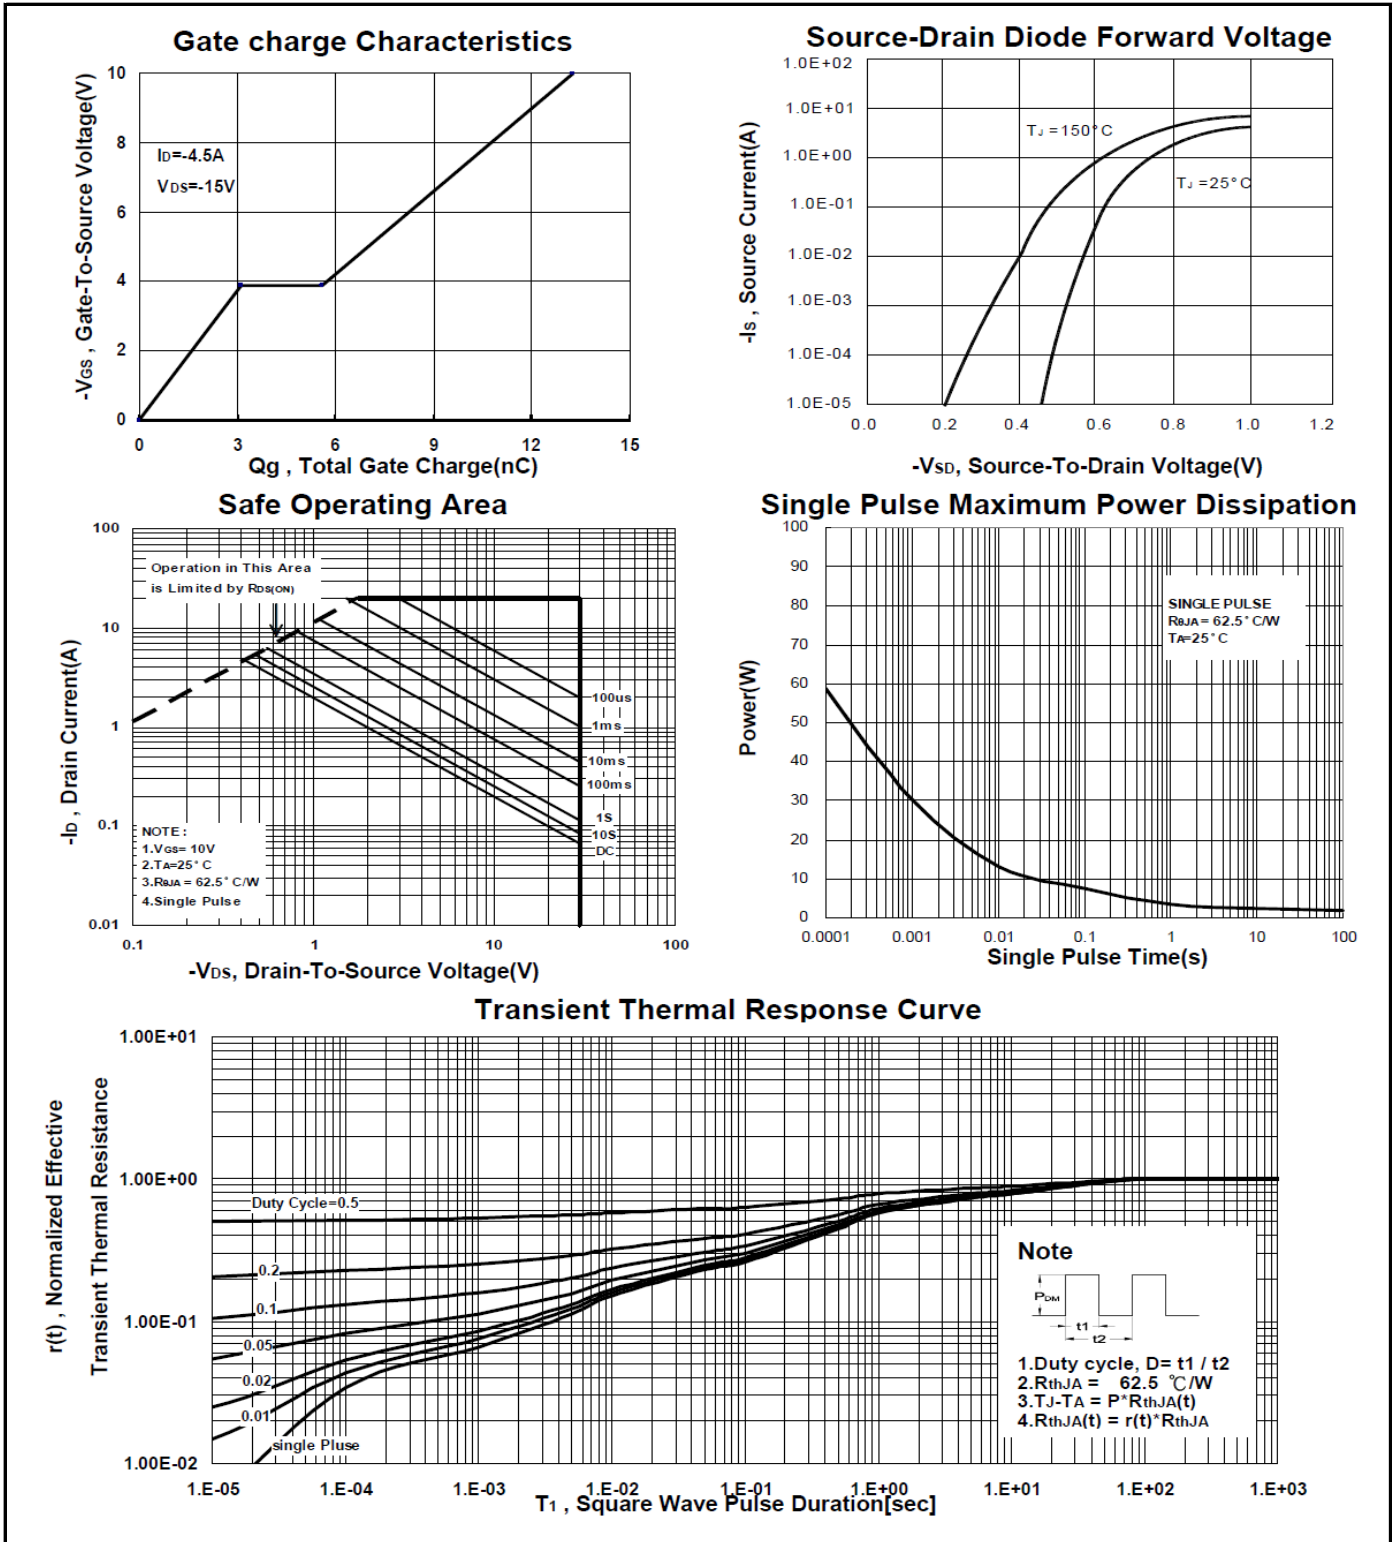 Gate charge Characteristics
-VGS , Gate-To-Source Voltage(V)
10
8
6
4
2
0
ID=-4.5A
VDS=-15V
0 3 6 9 12 15
Qg , Total Gate Charge(nC)
Source-Drain Diode Forward Voltage
-IS , Source Current(A)
1.0E+02
1.0E+01
1.0E+00
1.0E-01
1.0E-02
1.0E-03
1.0E-04
1.0E-05
TJ =150°C
TJ =25°C
0.0 0.2 0.4 0.6 0.8 1.0 1.2
-VSD, Source-To-Drain Voltage(V)
Safe Operating Area
-ID , Drain Current(A)
100
10
1
0.1
0.01
Operation in This Area
is Limited by RDS(ON)
100us
1ms
10ms
100ms
1S
10S
DC
NOTE :
1.VGS= 10V
2.TA=25°C
3.RθJA = 62.5°C/W
4.Single Pulse
0.1 1 10 100
-VDS, Drain-To-Source Voltage(V)
Single Pulse Maximum Power Dissipation
Power(W)
100
90
80
70
60
50
40
30
20
10
0
SINGLE PULSE
RθJA = 62.5°C/W
TA=25°C
0.0001 0.001 0.01 0.1 1 10 100
Single Pulse Time(s)
Transient Thermal Response Curve
r(t) , Normalized Effective
Transient Thermal Resistance
1.00E+01
1.00E+00
1.00E-01
1.00E-02
Duty Cycle=0.5
0.2
0.1
0.05
0.02
0.01
single Pluse
Note
PDM
t1
t2
1.Duty cycle, D= t1 / t2
2.RthJA = 62.5 ℃/W
3.TJ-TA = P*RthJA(t)
4.RthJA(t) = r(t)*RthJA
1.E-05 1.E-04 1.E-03 1.E-02 1.E-01 1.E+00 1.E+01 1.E+02 1.E+03
T1 , Square Wave Pulse Duration[sec]